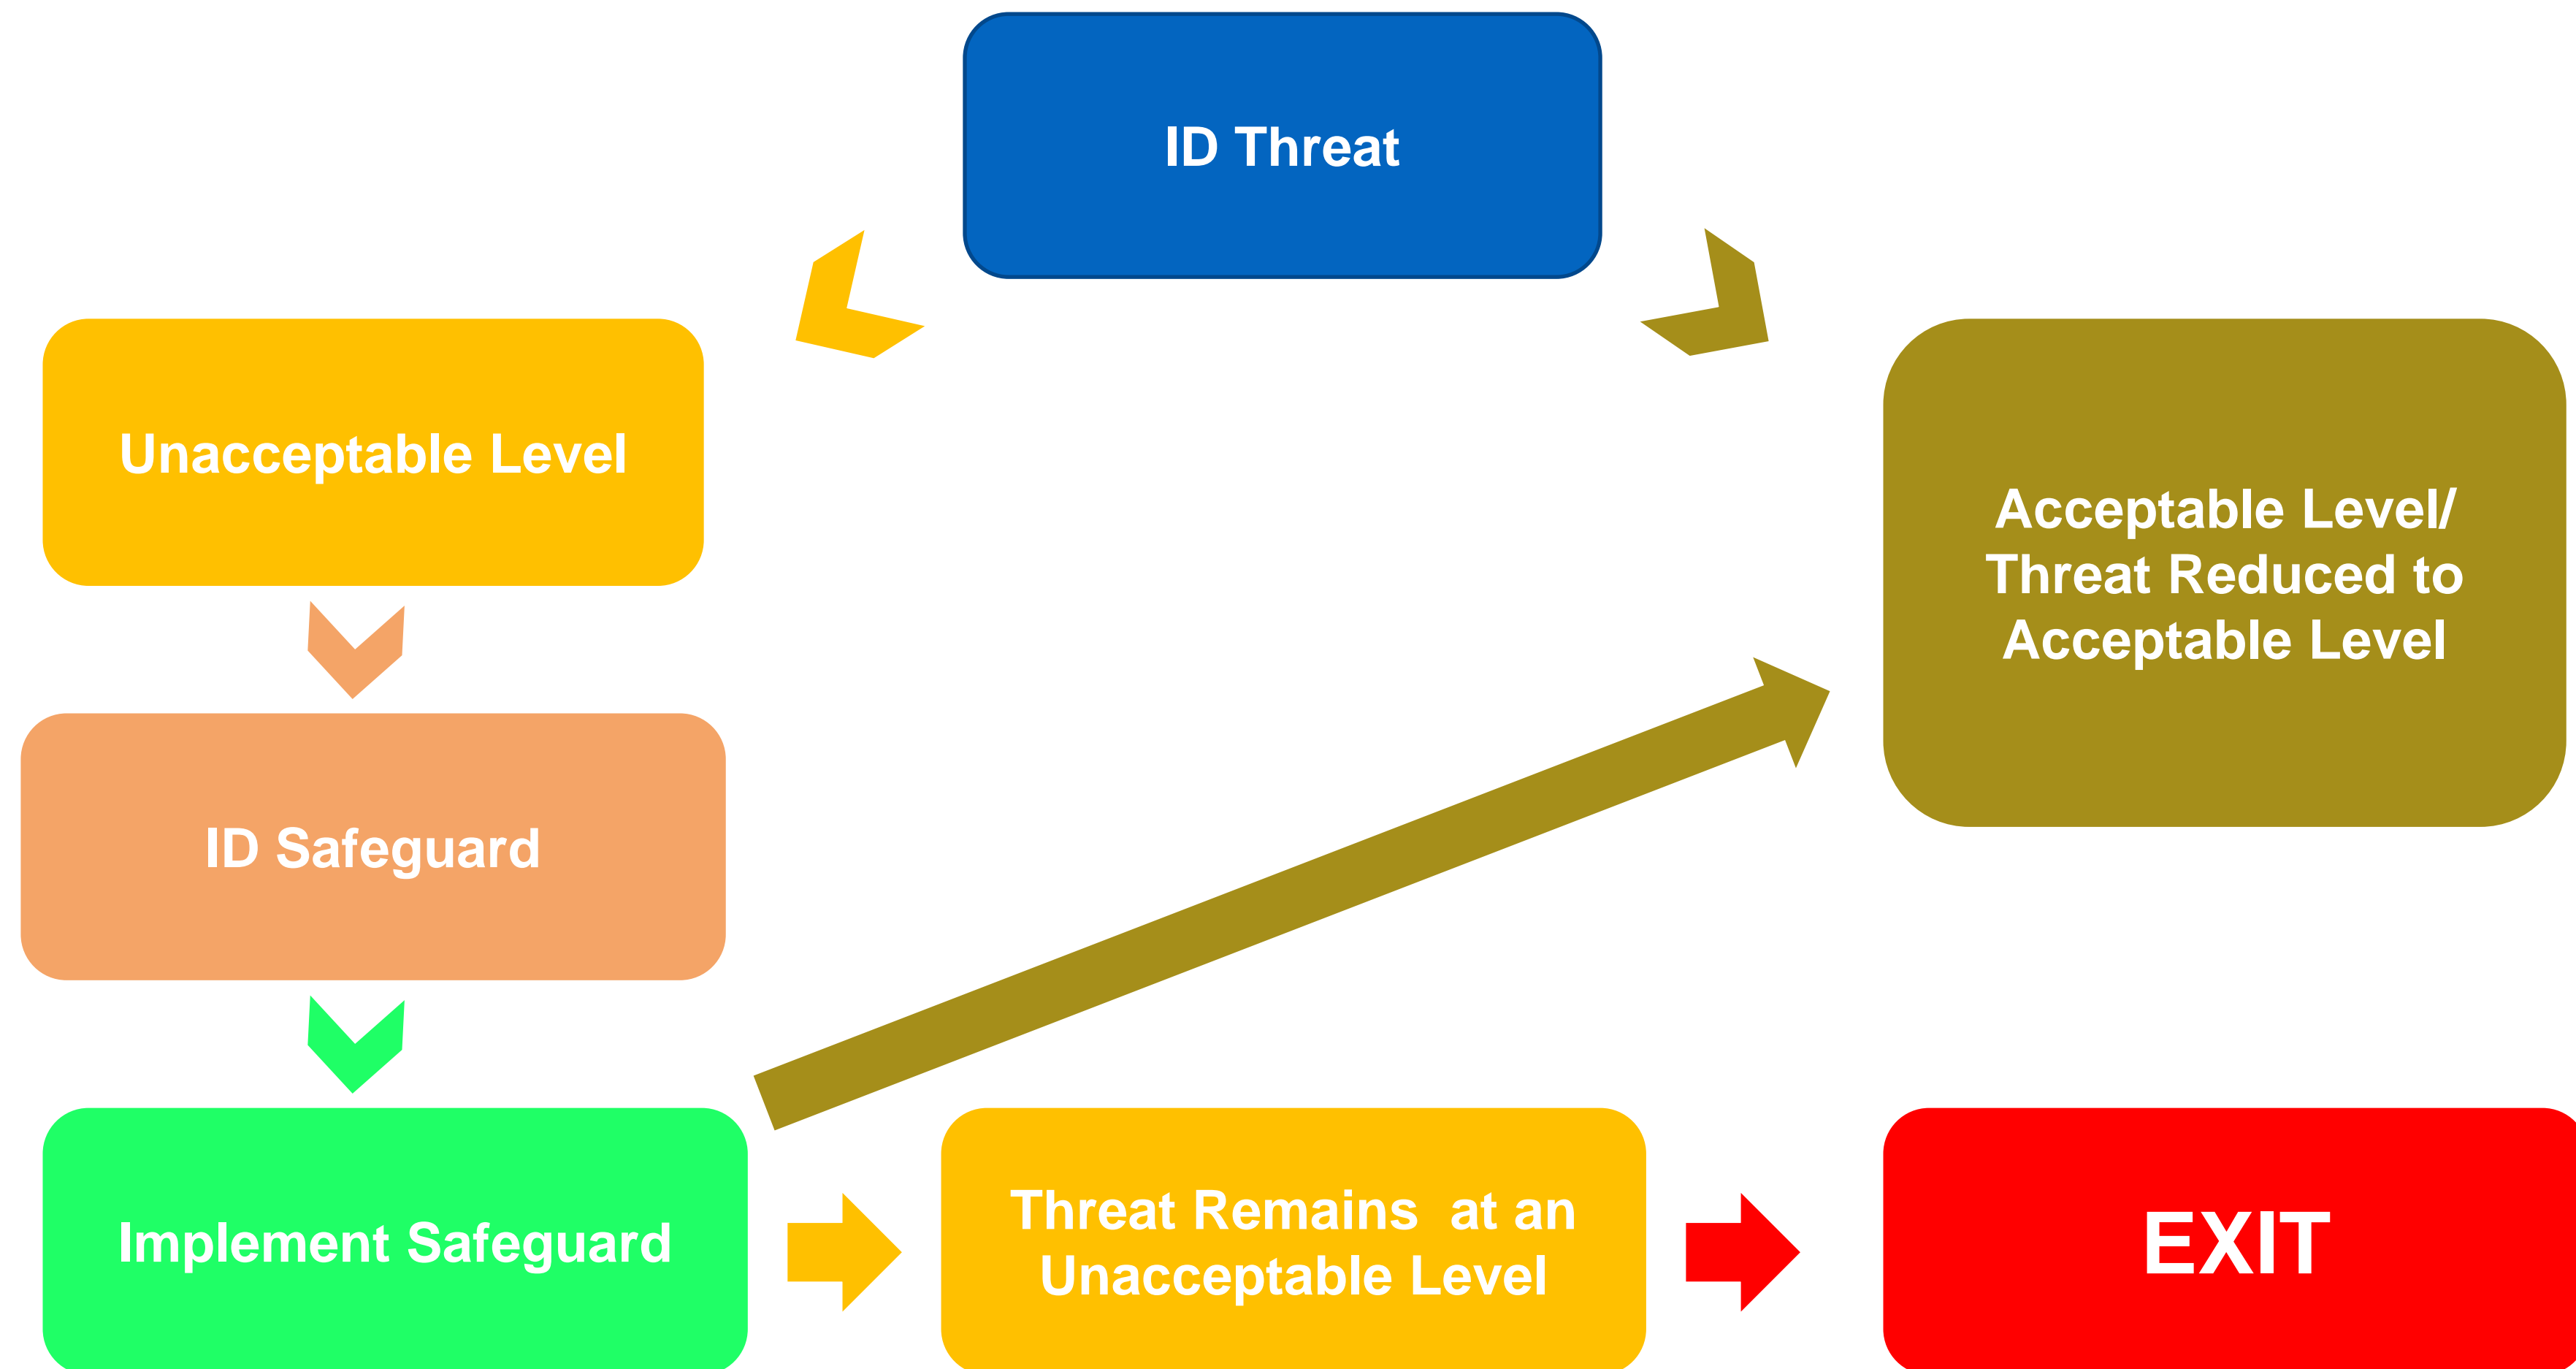 ID Threat
Unacceptable Level
Acceptable Level/
Threat Reduced to
Acceptable Level
ID Safeguard
Implement Safeguard
Threat Remains  at an
Unacceptable Level
EXIT